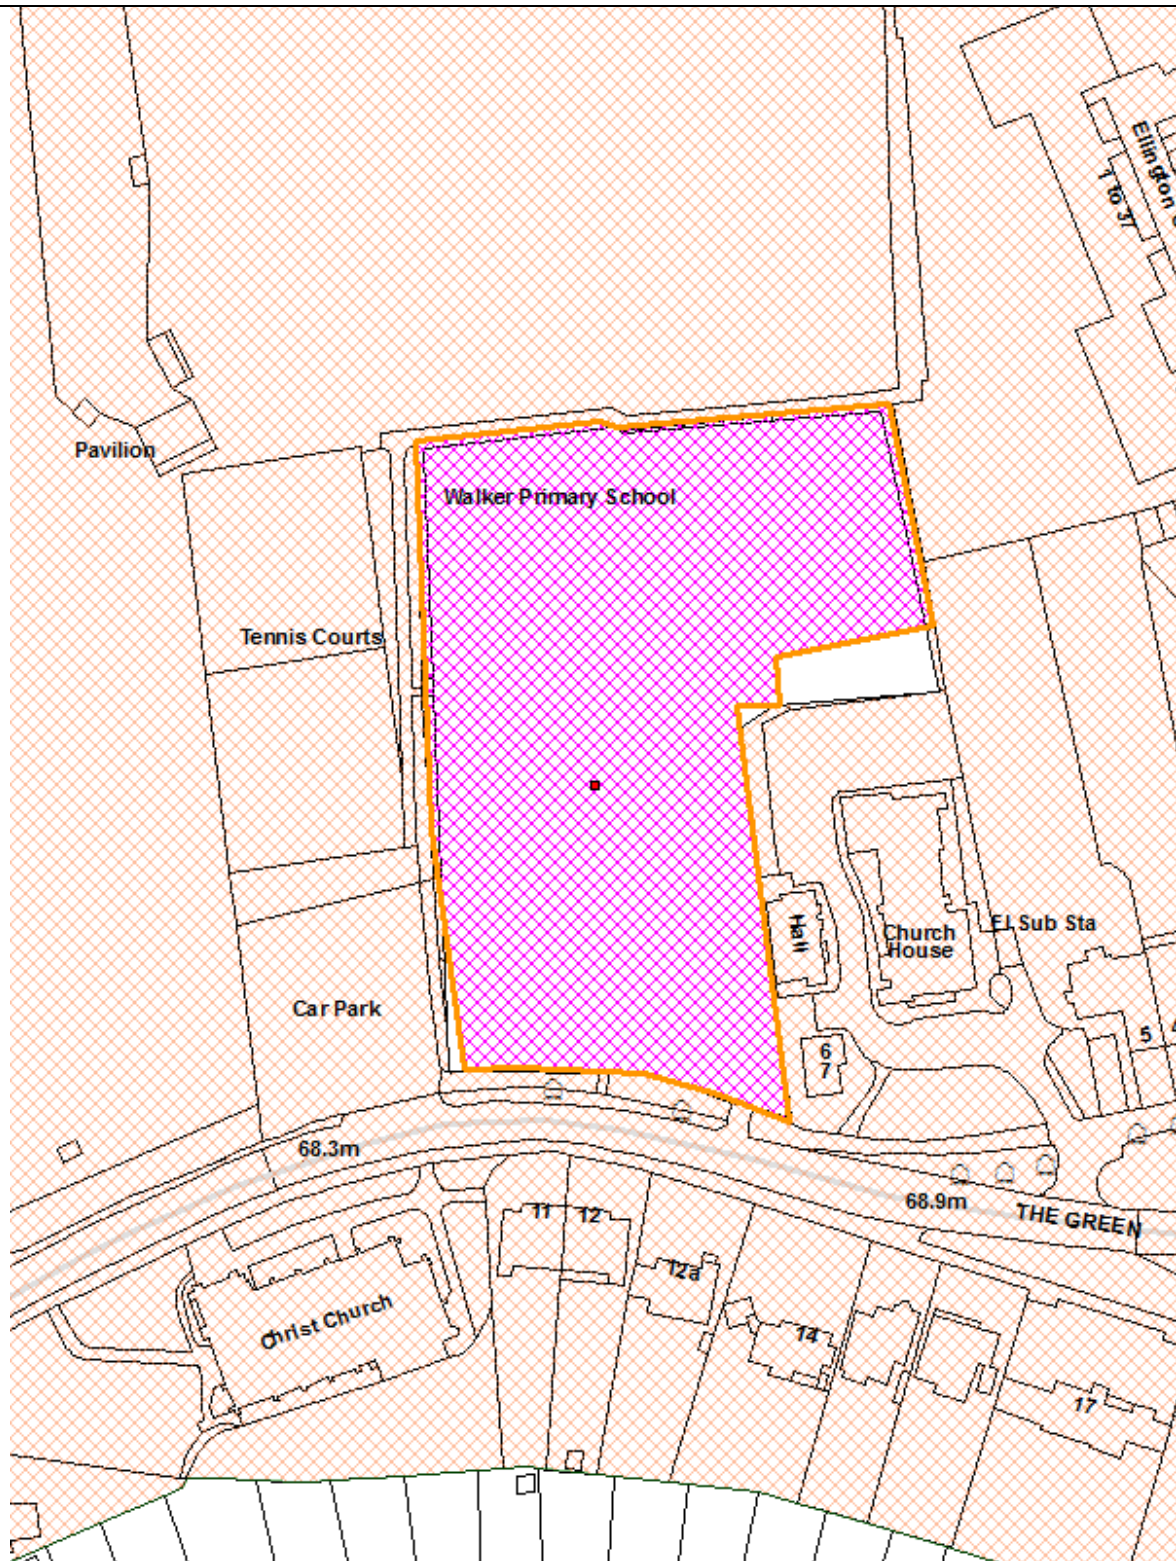 Ellington
1 to 37
Pavilion
Walker Primary School
Tennis Courts
Hall
Church
House
El Sub Sta
Car Park
6
7
5
68.3m
68.9m
THE GREEN
11
12
12a
Christ Church
14
17